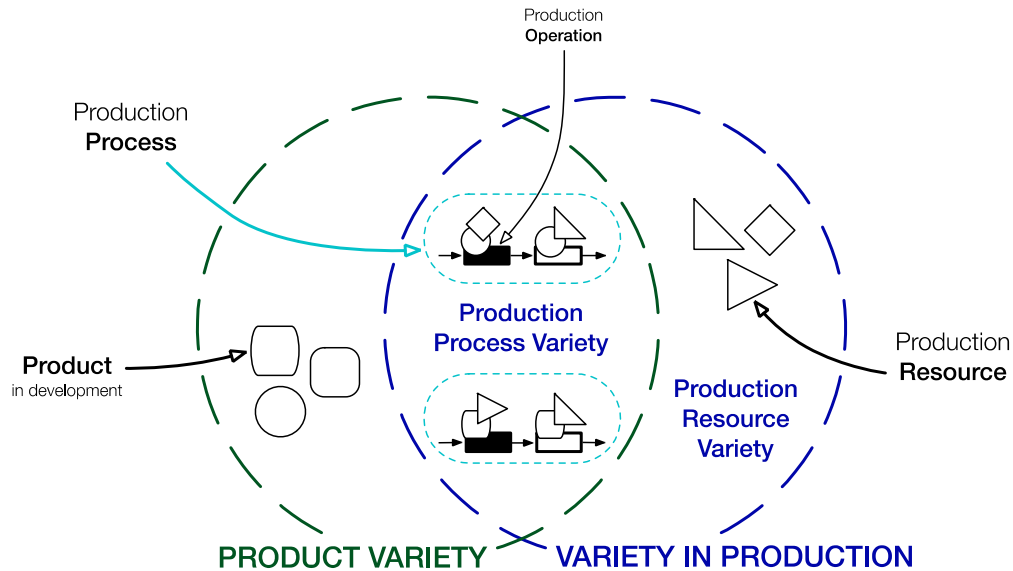 Production
Operation
Production
Process
Production
Process Variety
Product
in development
Production
Resource
Production
Resource
Variety
PRODUCT VARIETY
VARIETY IN PRODUCTION